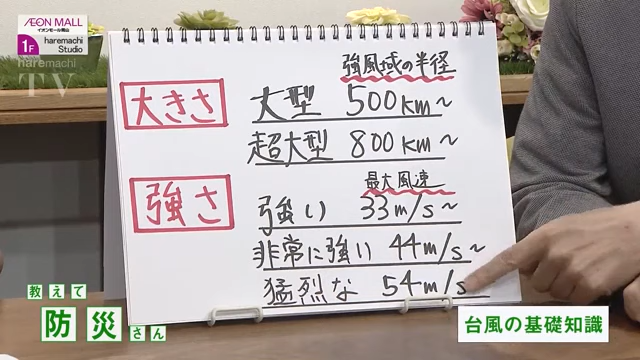 ÆON MALL
イオンモール岡山
1F haremachi Studio
haremachi
TV
強風域の半径
大きさ 大型 500km~
超大型 800km~
最大風速
強さ 強い 33m/s~
非常に強い 44m/s~
猛烈な 54m/s
教えて
防災さん
台風の基礎知識